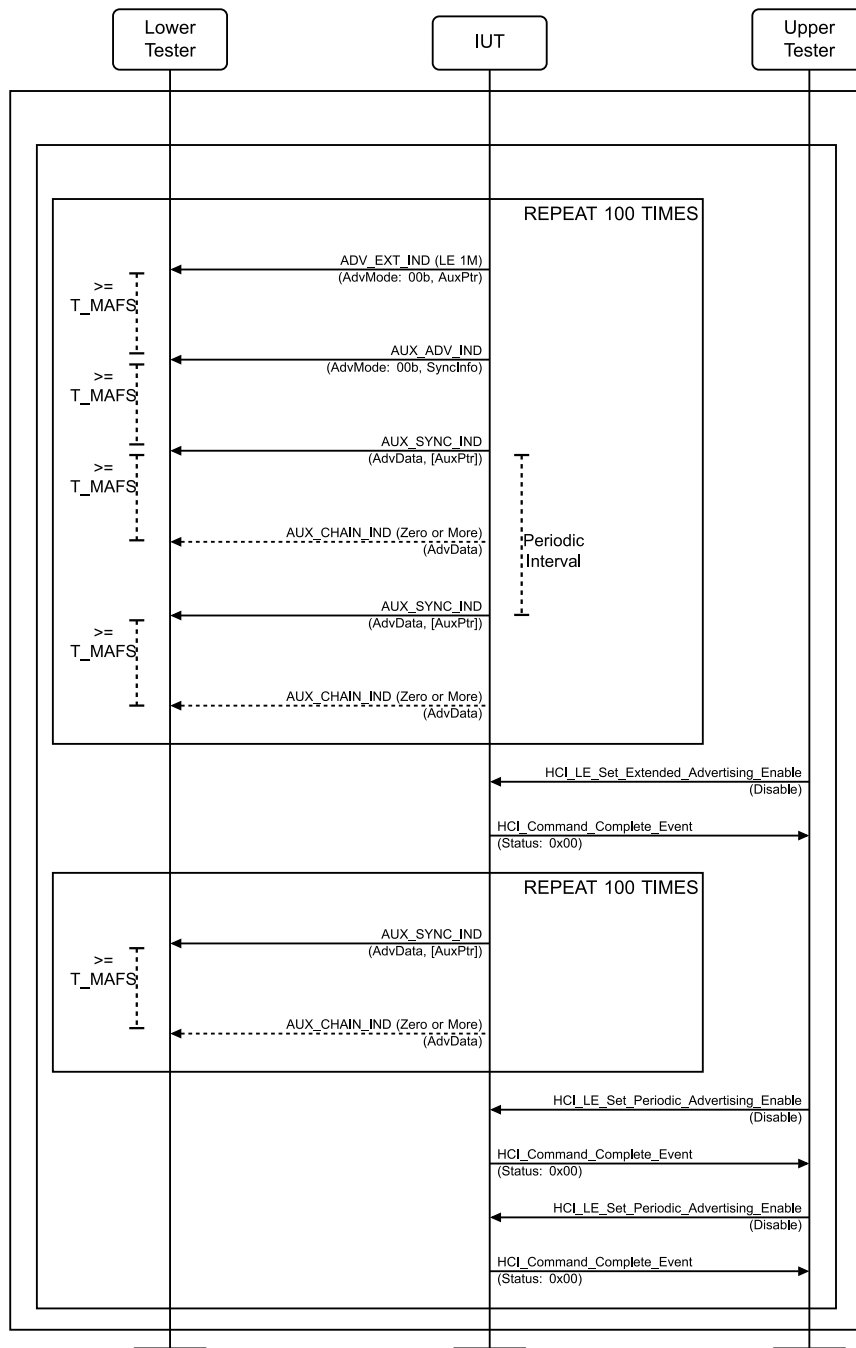 Lower
Tester
IUT
Upper
Tester
REPEAT 100 TIMES
ADV_EXT_IND (LE 1M)
(AdvMode: 00b, AuxPtr)
>=
T_MAFS
AUX_ADV_IND
(AdvMode: 00b, SyncInfo)
>=
T_MAFS
AUX_SYNC_IND
(AdvData, [AuxPtr])
>=
T_MAFS
AUX_CHAIN_IND (Zero or More)
(AdvData)
Periodic
Interval
AUX_SYNC_IND
(AdvData, [AuxPtr])
>=
T_MAFS
AUX_CHAIN_IND (Zero or More)
(AdvData)
HCI_LE_Set_Extended_Advertising_Enable
(Disable)
HCI_Command_Complete_Event
(Status: 0x00)
REPEAT 100 TIMES
AUX_SYNC_IND
(AdvData, [AuxPtr])
>=
T_MAFS
AUX_CHAIN_IND (Zero or More)
(AdvData)
HCI_LE_Set_Periodic_Advertising_Enable
(Disable)
HCI_Command_Complete_Event
(Status: 0x00)
HCI_LE_Set_Periodic_Advertising_Enable
(Disable)
HCI_Command_Complete_Event
(Status: 0x00)